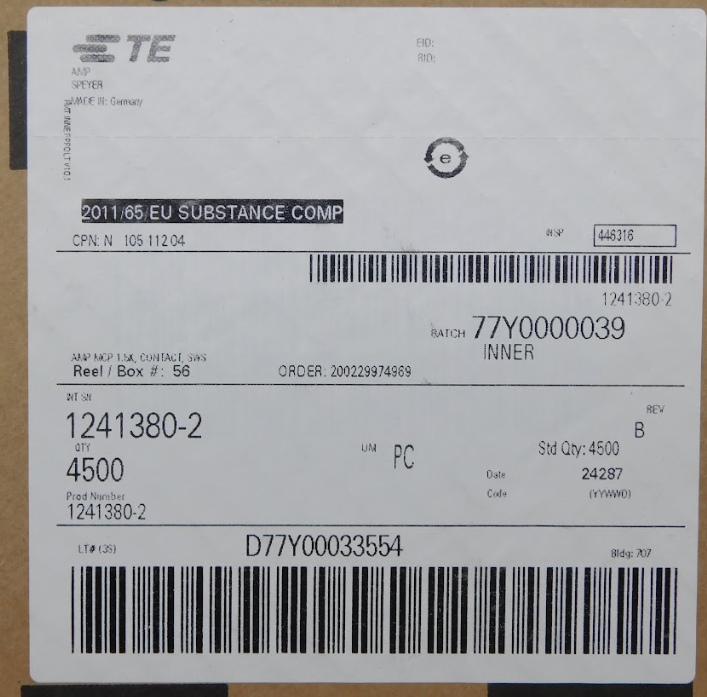 TE
AMP
SPEYER
MADE IN: Germany
EID:
RID:
e
2011/65/EU SUBSTANCE COMP
CPN: N 105 112 04
INSP 446316
1241380-2
BATCH 77Y0000039
INNER
AMP MCP 1.5K, CONTACT, SWS
Reel / Box #: 56 ORDER: 200229974969
INT SN
1241380-2
REV
B
QTY
4500
UM PC
Std Qty: 4500
Date 24287
Code (YYWWD)
Prod Number
1241380-2
LT# (3S) D77Y00033554 Bldg: 707